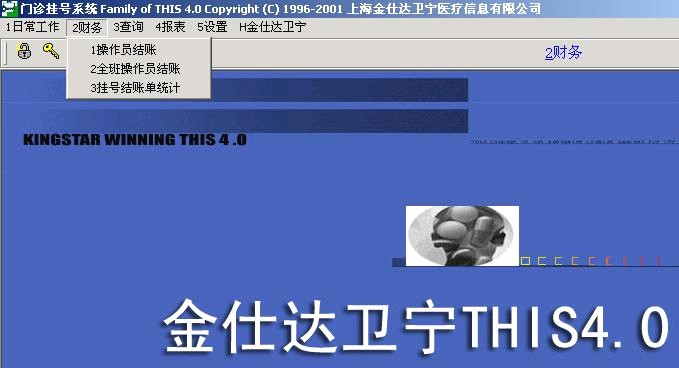 门诊挂号系统 Family of THIS 4.0 Copyright (C) 1996-2001 上海金仕达卫宁医疗信息有限公司
1日常工作 2财务 3查询 4报表 5设置 H金仕达卫宁
1操作员结账
2全班操作员结账
3挂号结账单统计
2财务
KINGSTAR WINNING THIS 4.0
金仕达卫宁THIS4.0